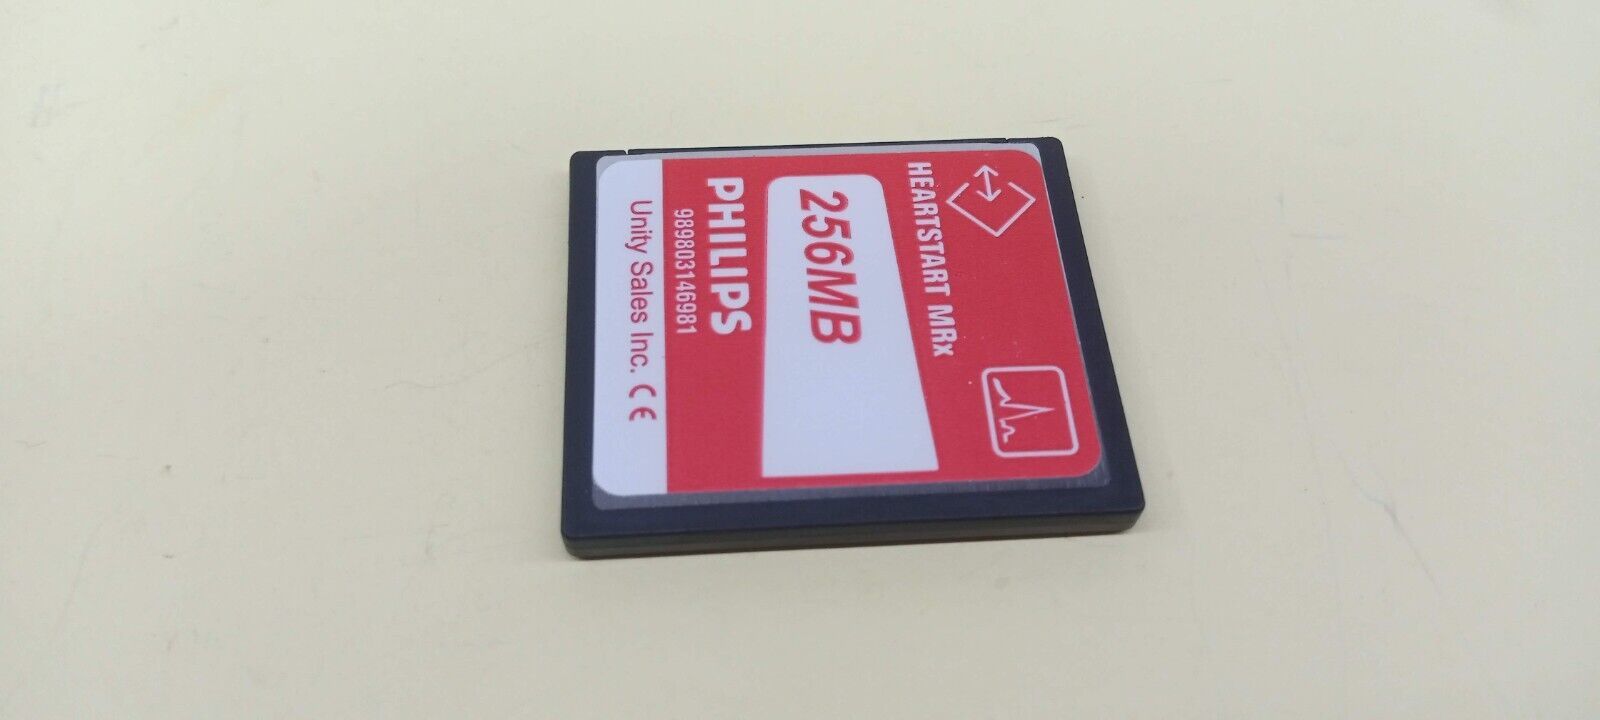 HEARTSTART MRx
256MB
PHILIPS
989803146981
Unity Sales Inc. CE